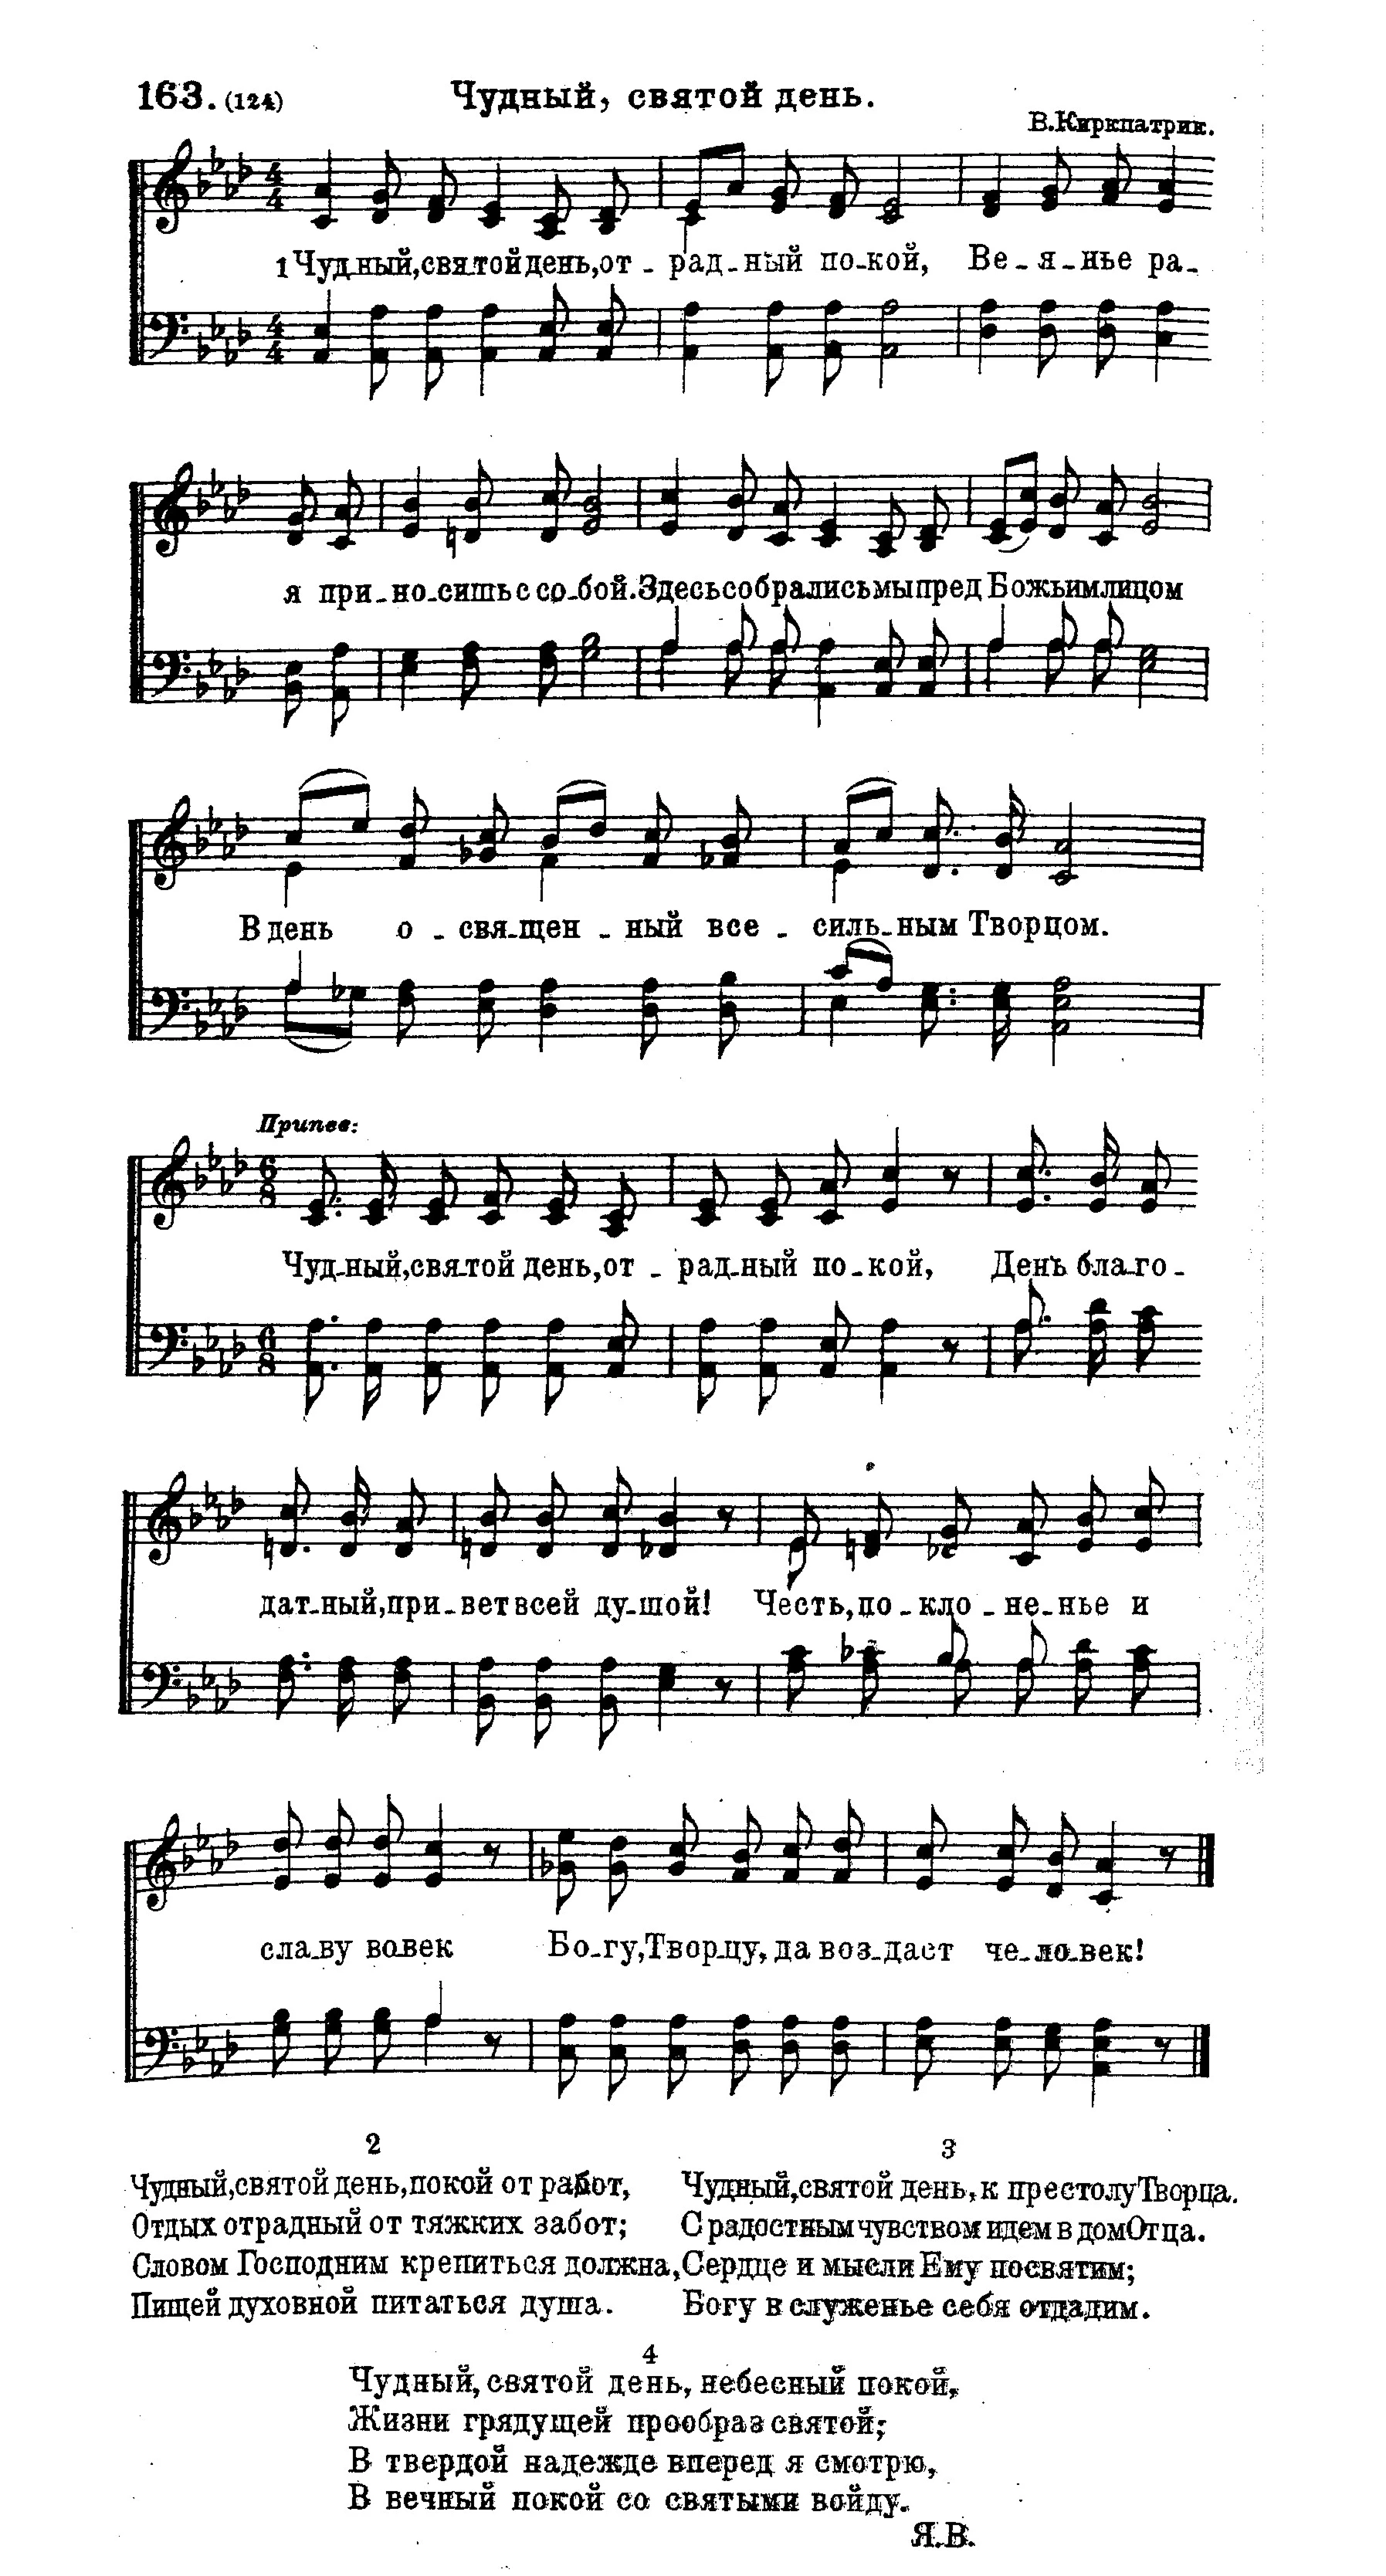 163. (124) Чудный, святой день.
В. Киркпатрик.
1 Чуд-ный, свя-той день, от - рад - ный по-кой, Ве - я - нье ра-
я при-но-сишь с со-бой. Здесь собрались мы пред Божьим лицом
В день о - свя-щен - ный все - силь-ным Творцом.
Припев:
Чуд-ный, свя-той день, от - рад-ный по-кой, День бла-го-
дат-ный, при-вет всей ду-шой! Честь, по-кло-не-нье и
сла-ву во-век Бо-гу, Твор-цу, да воз-даст че-ло-век!
2
Чудный, святой день, покой от работ,
Отдых отрадный от тяжких забот;
Словом Господним крепиться должна,
Пищей духовной питаться душа.
3
Чудный, святой день, к престолу Творца.
С радостным чувством идем в дом Отца.
Сердце и мысли Ему посвятим;
Богу в служенье себя отдадим.
4
Чудный, святой день, небесный покой,
Жизни грядущей прообраз святой;
В твердой надежде вперед я смотрю,
В вечный покой со святыми войду.
Я.В.